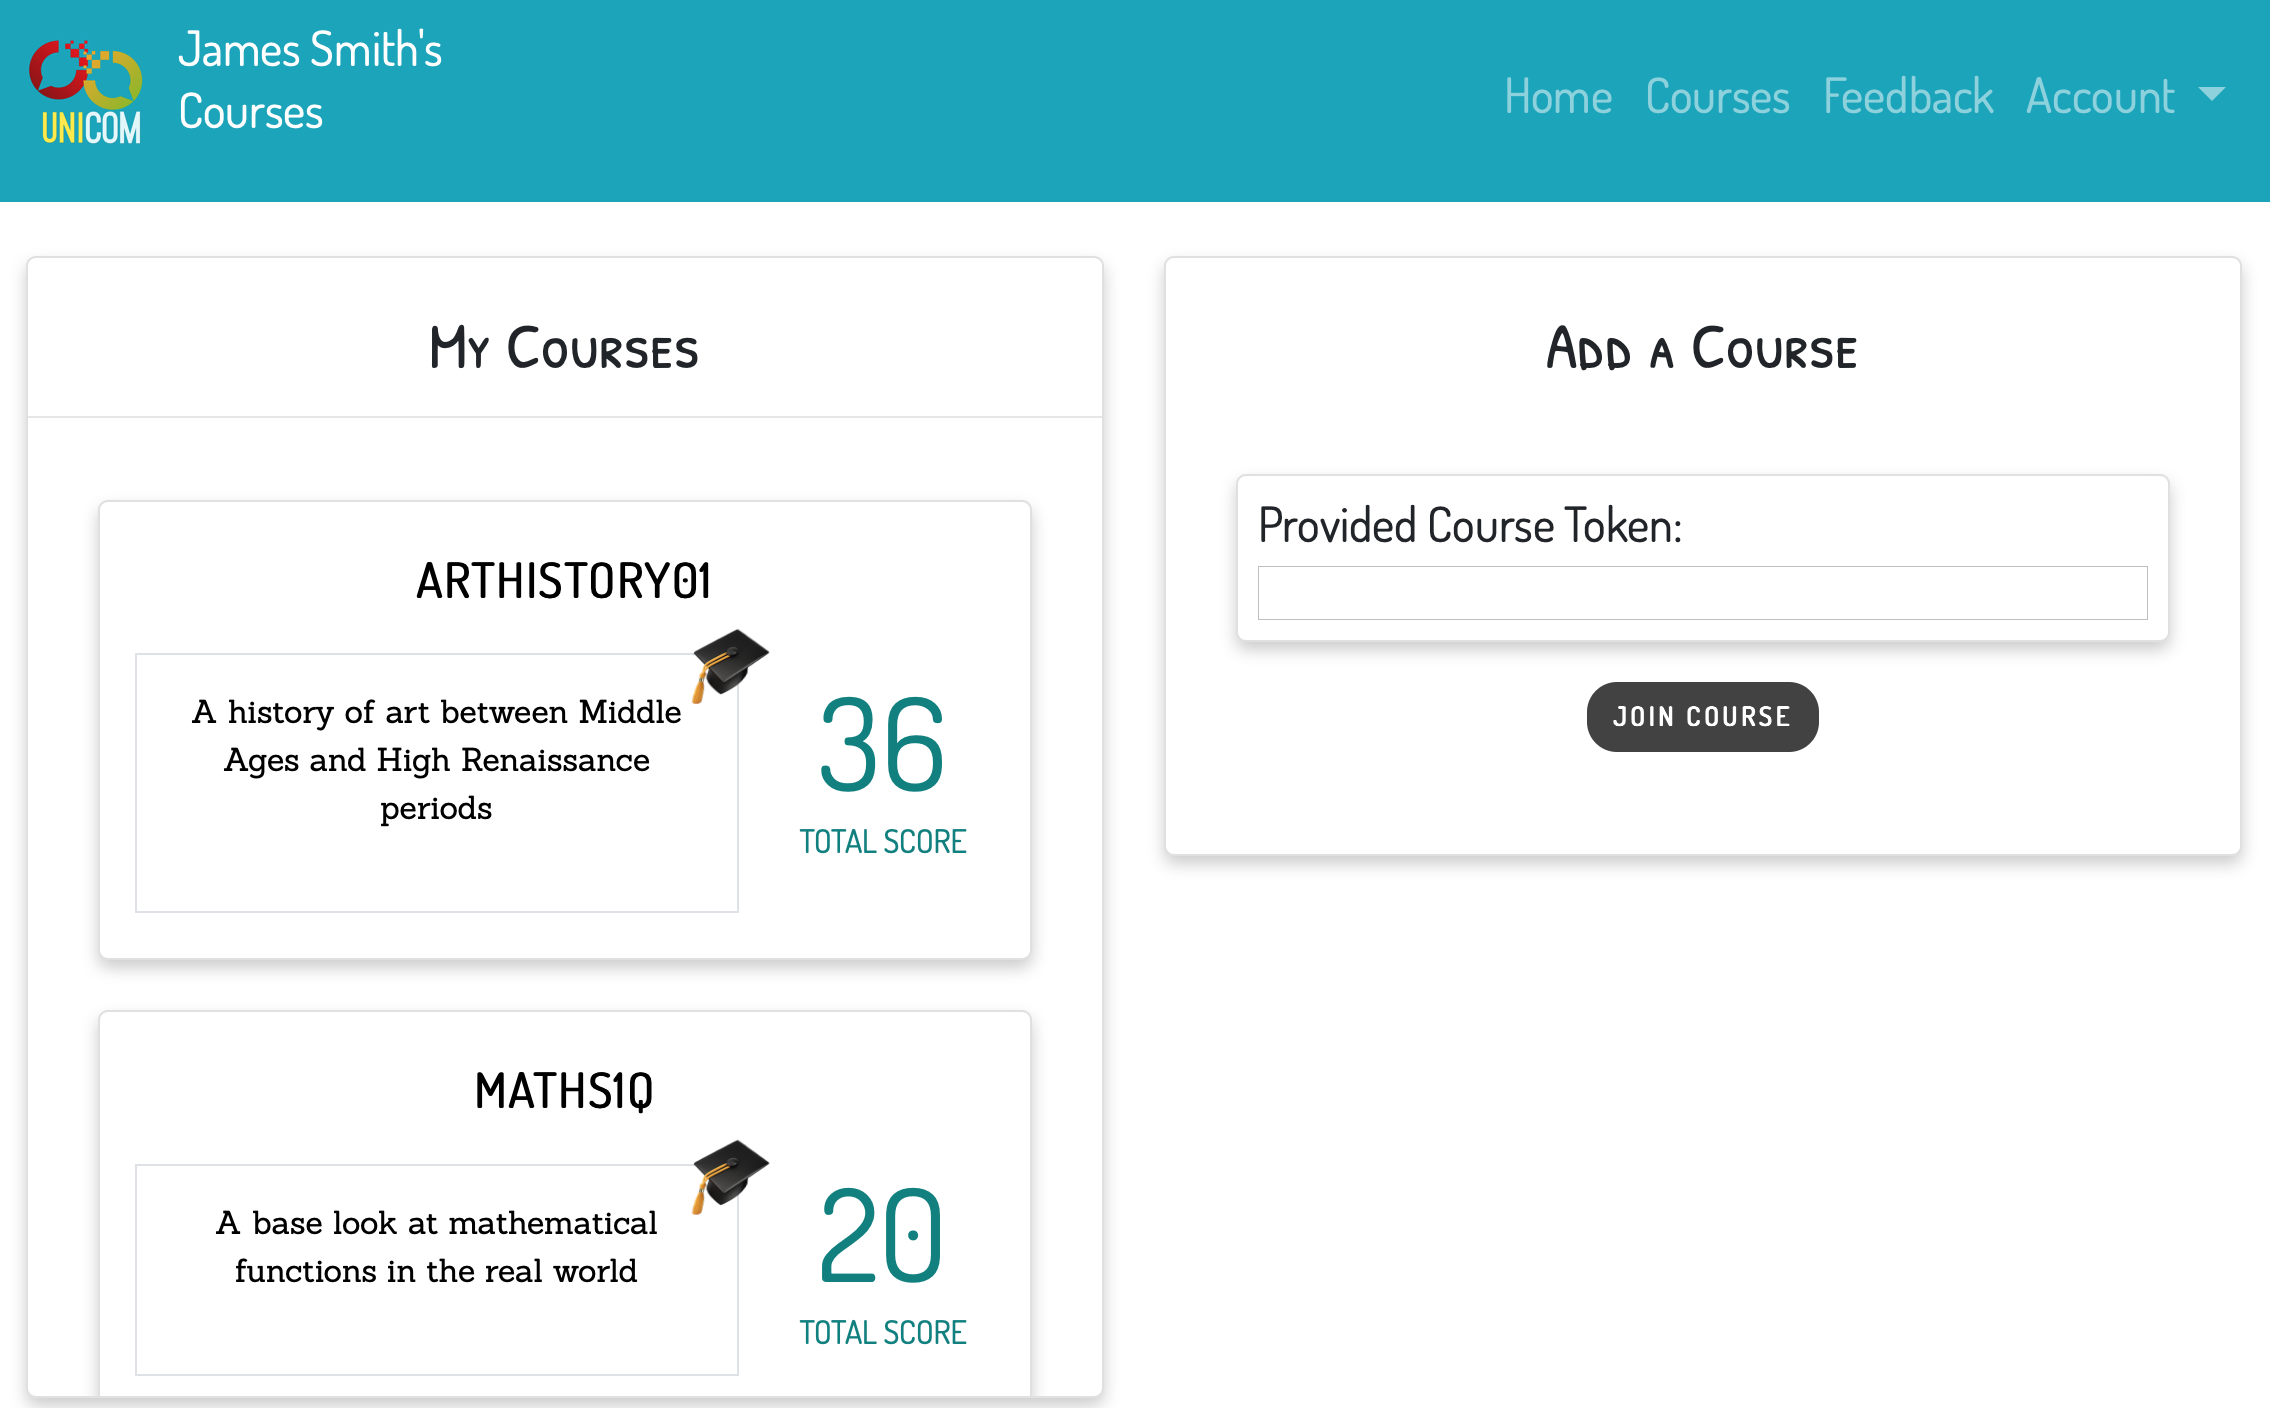 UNICOM
James Smith's
Courses
Home Courses Feedback Account
My Courses
ARTHISTORY01
A history of art between Middle
Ages and High Renaissance
periods
36
TOTAL SCORE
MATHS1Q
A base look at mathematical
functions in the real world
20
TOTAL SCORE
Add a Course
Provided Course Token:
JOIN COURSE